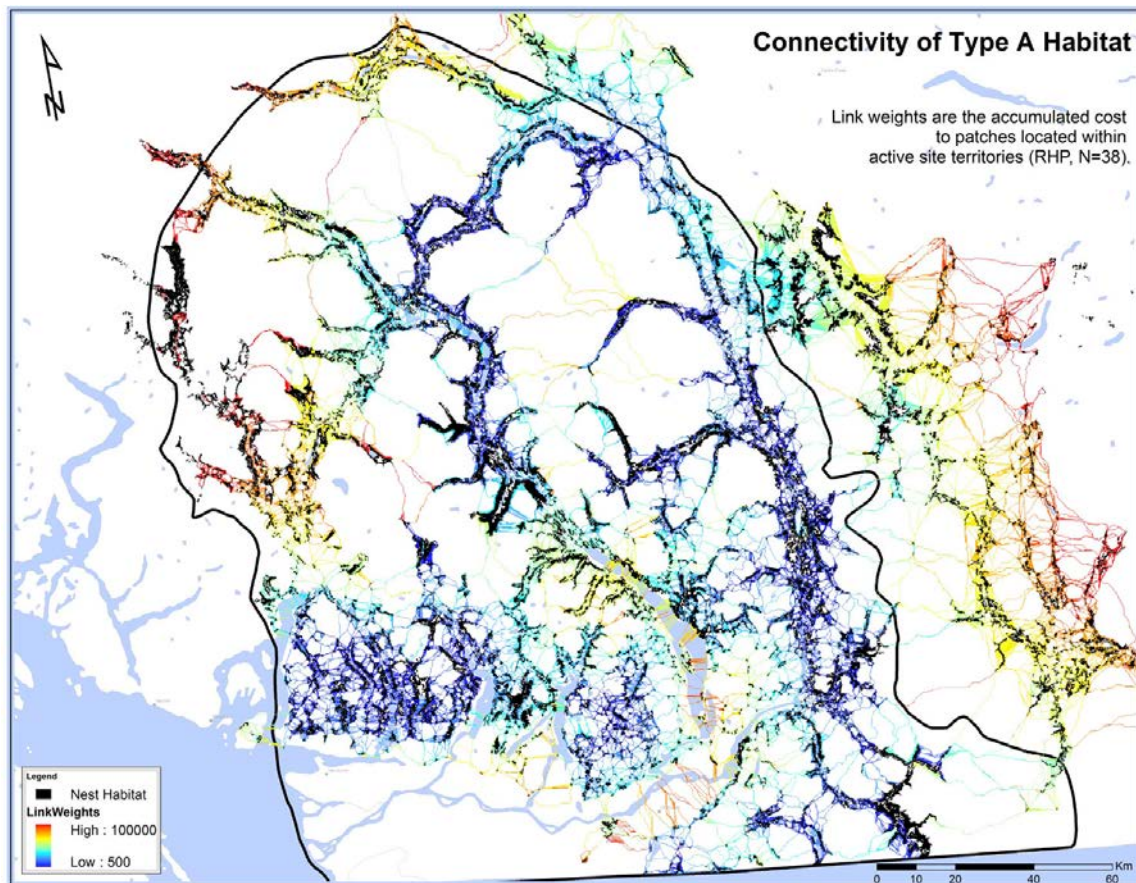 Connectivity of Type A Habitat
Link weights are the accumulated cost
to patches located within
active site territories (RHP, N=38).
N
Legend
Nest Habitat
LinkWeights
High : 100000
Low : 500
Km
0 10 20 40 60